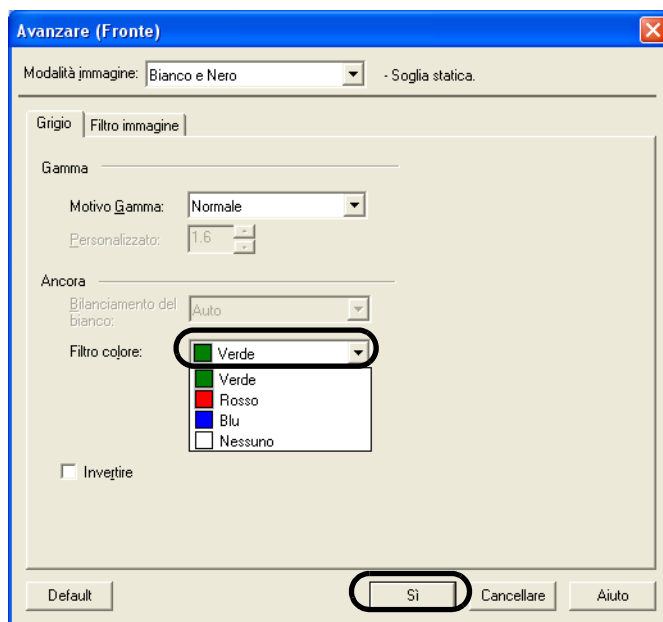 Avanzare (Fronte)
Modalità immagine: Bianco e Nero - Soglia statica.
Grigio Filtro immagine
Gamma
Motivo Gamma: Normale
Personalizzato: 1.6
Ancora
Bilanciamento del bianco: Auto
Filtro colore: Verde
Verde
Rosso
Blu
Nessuno
Invertire
Default Sì Cancellare Aiuto